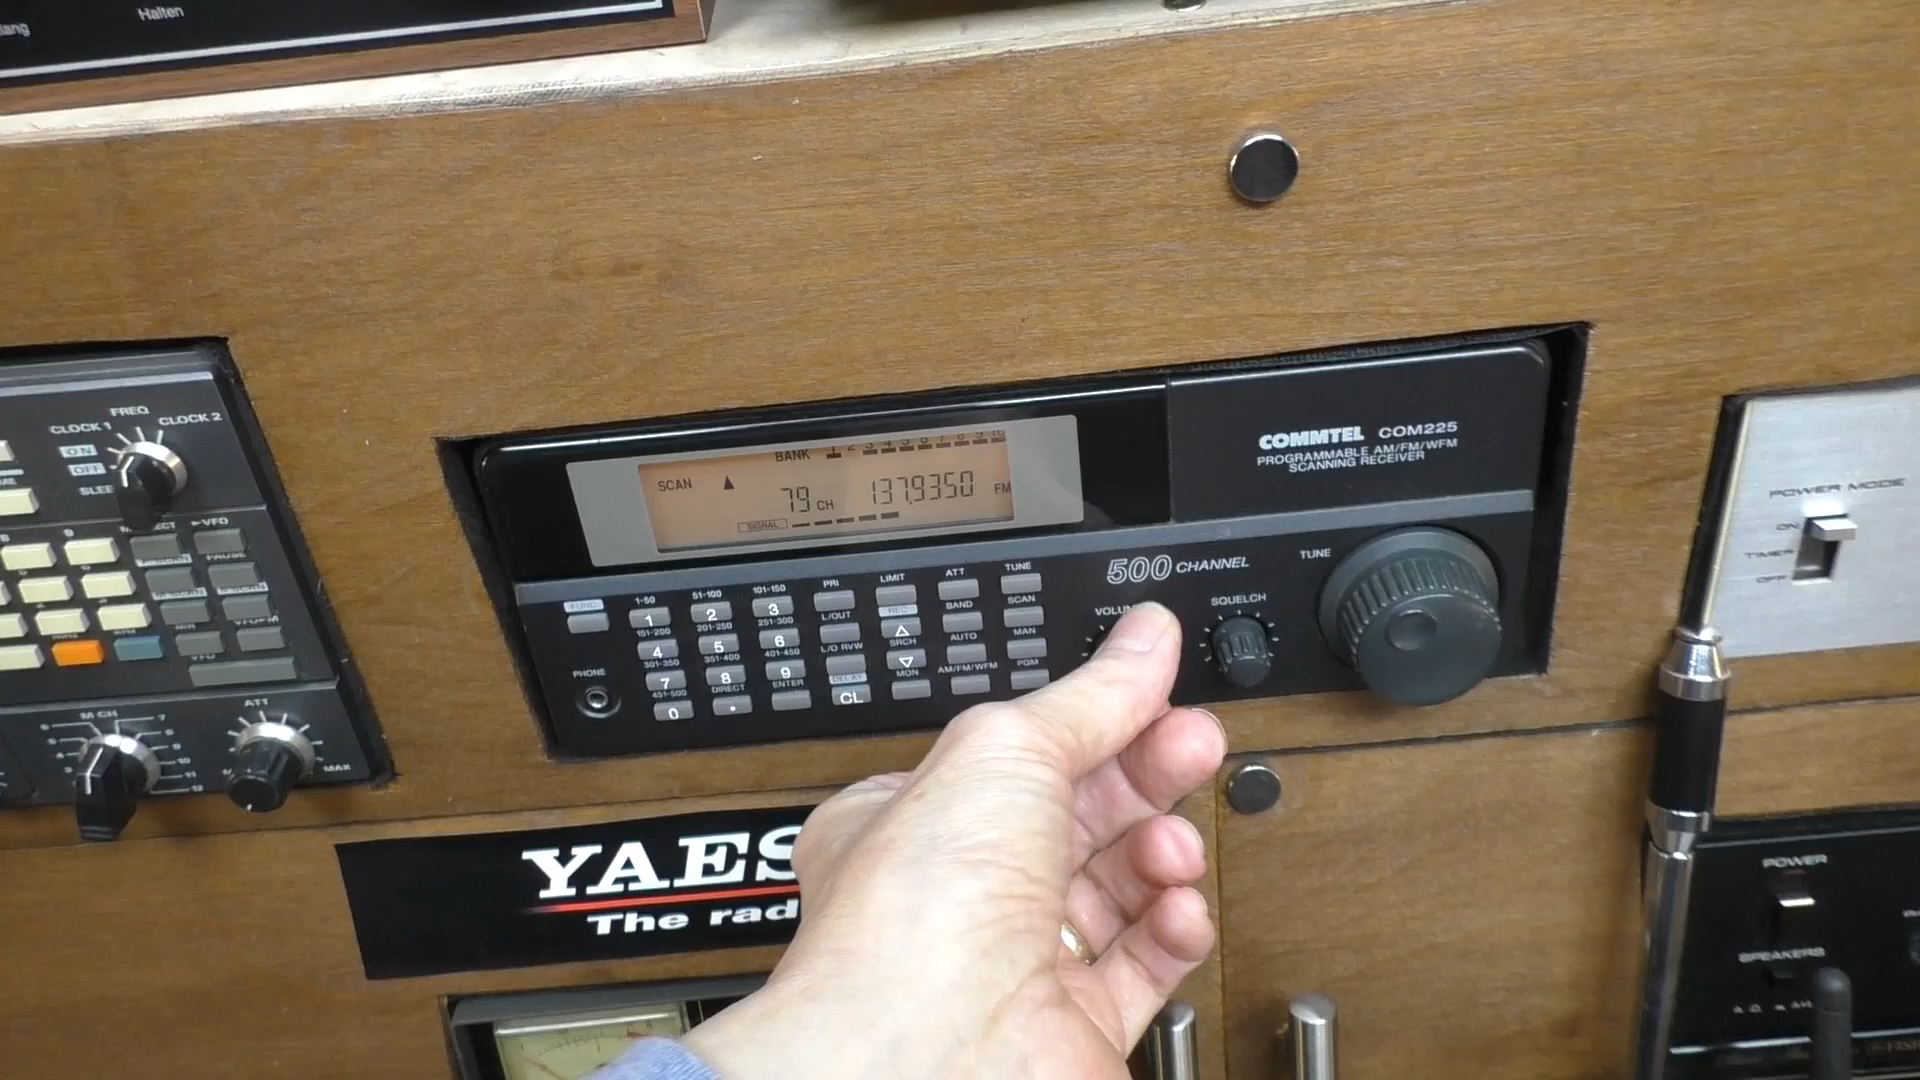 Halten
FREQ
CLOCK 1
CLOCK 2
ON
OFF
M CH
7
10
11
12
ATT
MAX
BANK 1 2 3 4 5 6 7 8 9 10
SCAN
79 CH 137.9350 FM
SIGNAL
COMMTEL COM225
PROGRAMMABLE AM/FM/WFM
SCANNING RECEIVER
500 CHANNEL
TUNE
SQUELCH
FUNC
PHONE
1-50 51-100 101-150 PRI LIMIT ATT TUNE
1 2 3
151-200 201-250 251-300 L/OUT REC BAND SCAN
4 5 6
301-350 351-400 401-450 L/O RVW SRCH AUTO MAN
7 8 9
451-500 DIRECT ENTER DELAY MON AM/FM/WFM PGM
0 . CL
POWER MODE
ON
TIMER
OFF
POWER
SPEAKERS
YAES
The rad